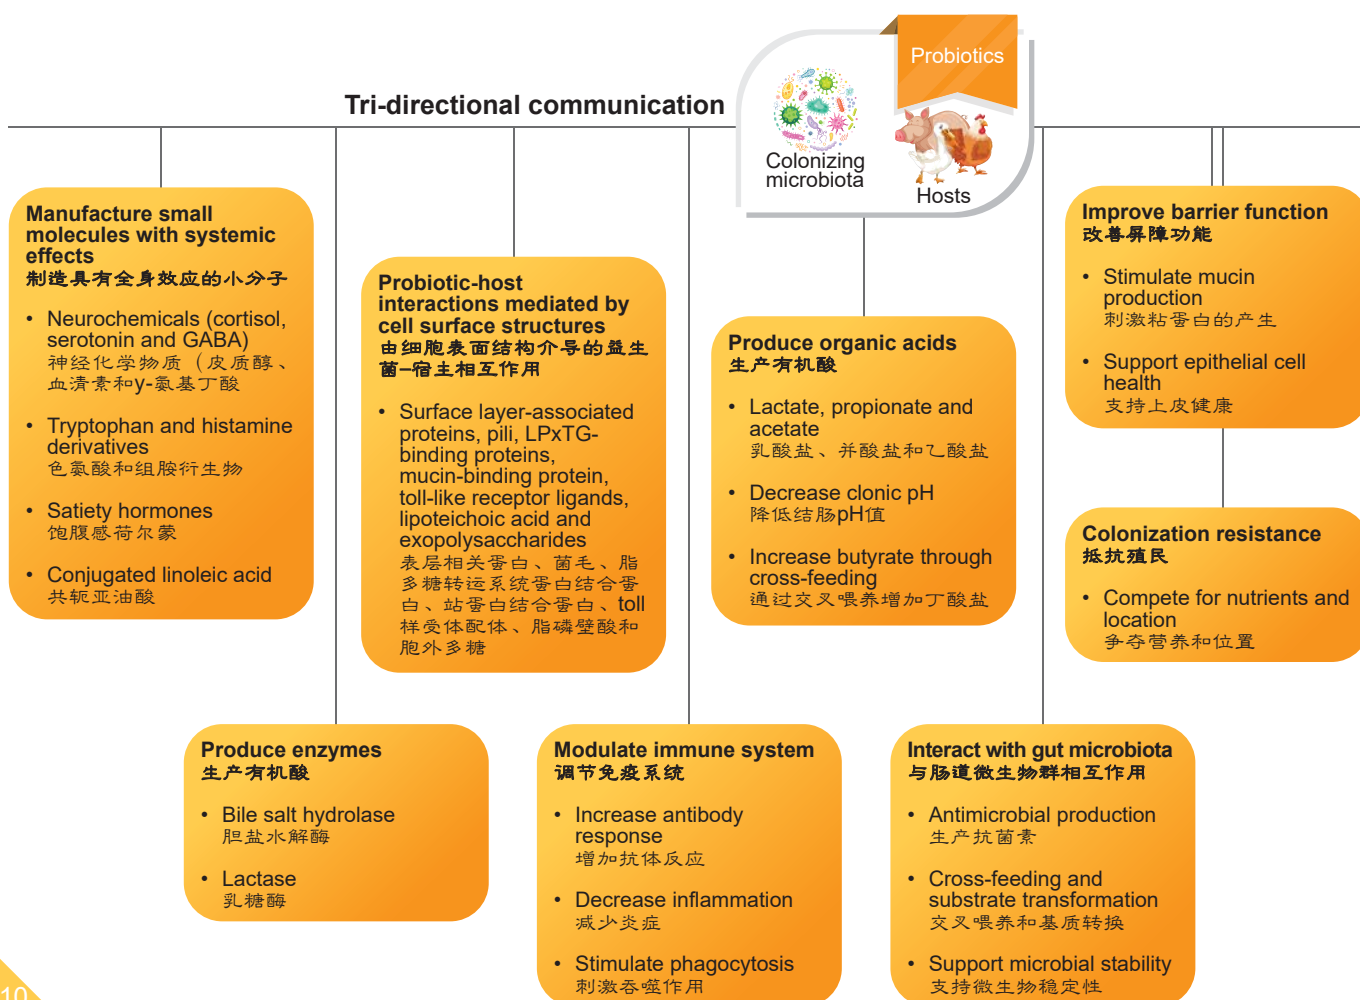 Probiotics
Tri-directional communication
Colonizing
microbiota
Hosts
Manufacture small
molecules with systemic
effects
制造具有全身效应的小分子
• Neurochemicals (cortisol,
serotonin and GABA)
神经化学物质（皮质醇、
血清素和y-氨基丁酸
• Tryptophan and histamine
derivatives
色氨酸和组胺衍生物
• Satiety hormones
饱腹感荷尔蒙
• Conjugated linoleic acid
共轭亚油酸
Probiotic-host
interactions mediated by
cell surface structures
由细胞表面结构介导的益生
菌–宿主相互作用
• Surface layer-associated
proteins, pili, LPxTG-
binding proteins,
mucin-binding protein,
toll-like receptor ligands,
lipoteichoic acid and
exopolysaccharides
表层相关蛋白、菌毛、脂
多糖转运系统蛋白结合蛋
白、站蛋白结合蛋白、toll
样受体配体、脂磷壁酸和
胞外多糖
Produce organic acids
生产有机酸
• Lactate, propionate and
acetate
乳酸盐、并酸盐和乙酸盐
• Decrease clonic pH
降低结肠pH值
• Increase butyrate through
cross-feeding
通过交叉喂养增加丁酸盐
Improve barrier function
改善屏障功能
• Stimulate mucin
production
刺激粘蛋白的产生
• Support epithelial cell
health
支持上皮健康
Colonization resistance
抵抗殖民
• Compete for nutrients and
location
争夺营养和位置
Produce enzymes
生产有机酸
• Bile salt hydrolase
胆盐水解酶
• Lactase
乳糖酶
Modulate immune system
调节免疫系统
• Increase antibody
response
增加抗体反应
• Decrease inflammation
减少炎症
• Stimulate phagocytosis
刺激吞噬作用
Interact with gut microbiota
与肠道微生物群相互作用
• Antimicrobial production
生产抗菌素
• Cross-feeding and
substrate transformation
交叉喂养和基质转换
• Support microbial stability
支持微生物稳定性
10